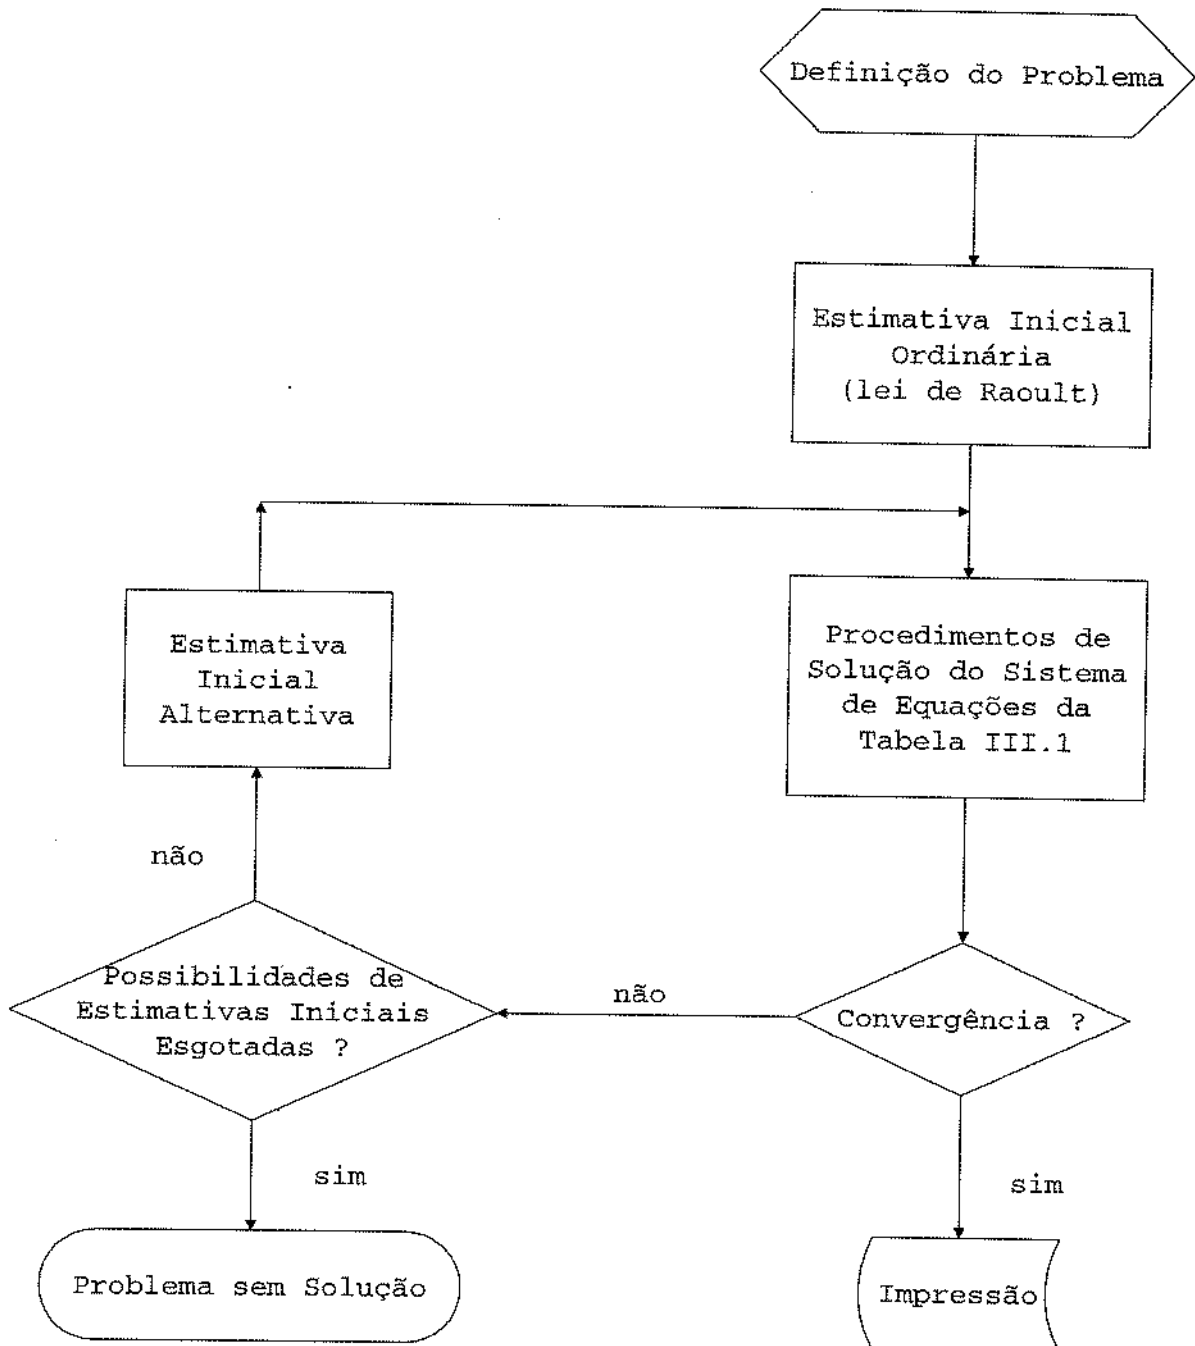 Definição do Problema
Estimativa Inicial
Ordinária
(lei de Raoult)
Estimativa
Inicial
Alternativa
Procedimentos de
Solução do Sistema
de Equações da
Tabela III.1
não
Possibilidades de
Estimativas Iniciais
Esgotadas ?
não
Convergência ?
sim
sim
Problema sem Solução
Impressão